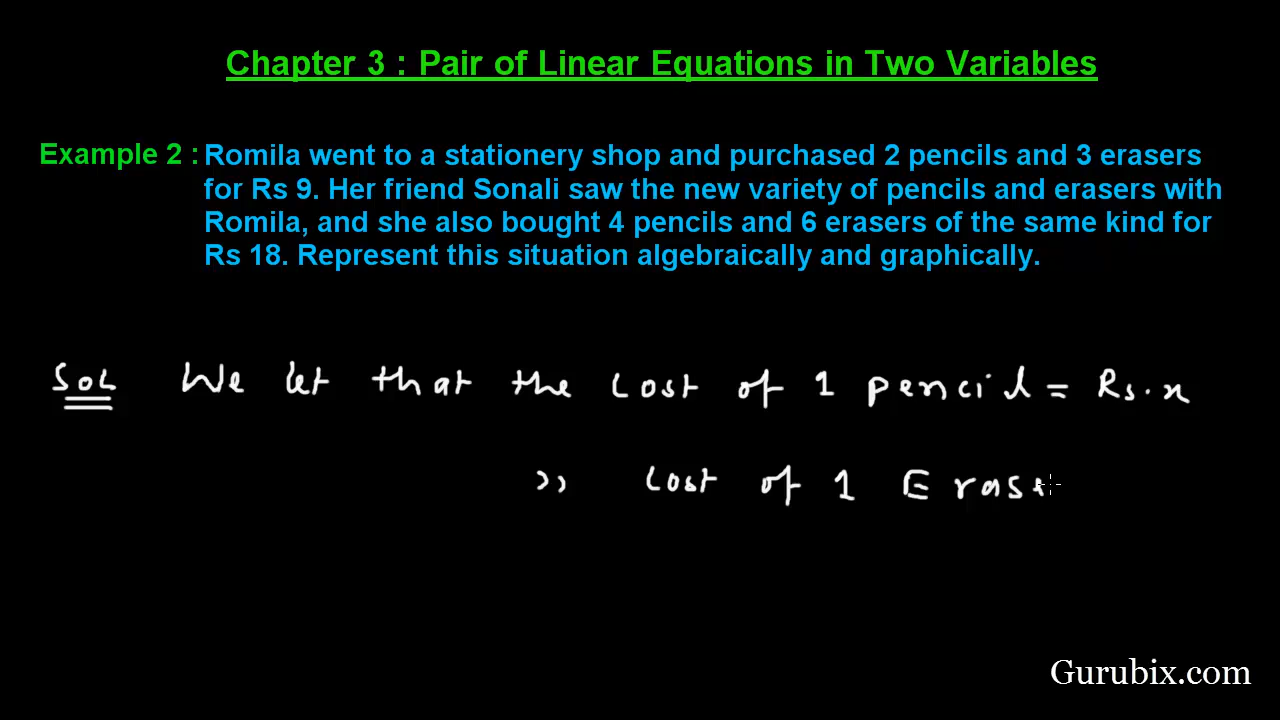 Chapter 3 : Pair of Linear Equations in Two Variables
Example 2 : Romila went to a stationery shop and purchased 2 pencils and 3 erasers
for Rs 9. Her friend Sonali saw the new variety of pencils and erasers with
Romila, and she also bought 4 pencils and 6 erasers of the same kind for
Rs 18. Represent this situation algebraically and graphically.
Sol We let that the cost of 1 pencil = Rs. x
>> cost of 1 Eras
Gurubix.com